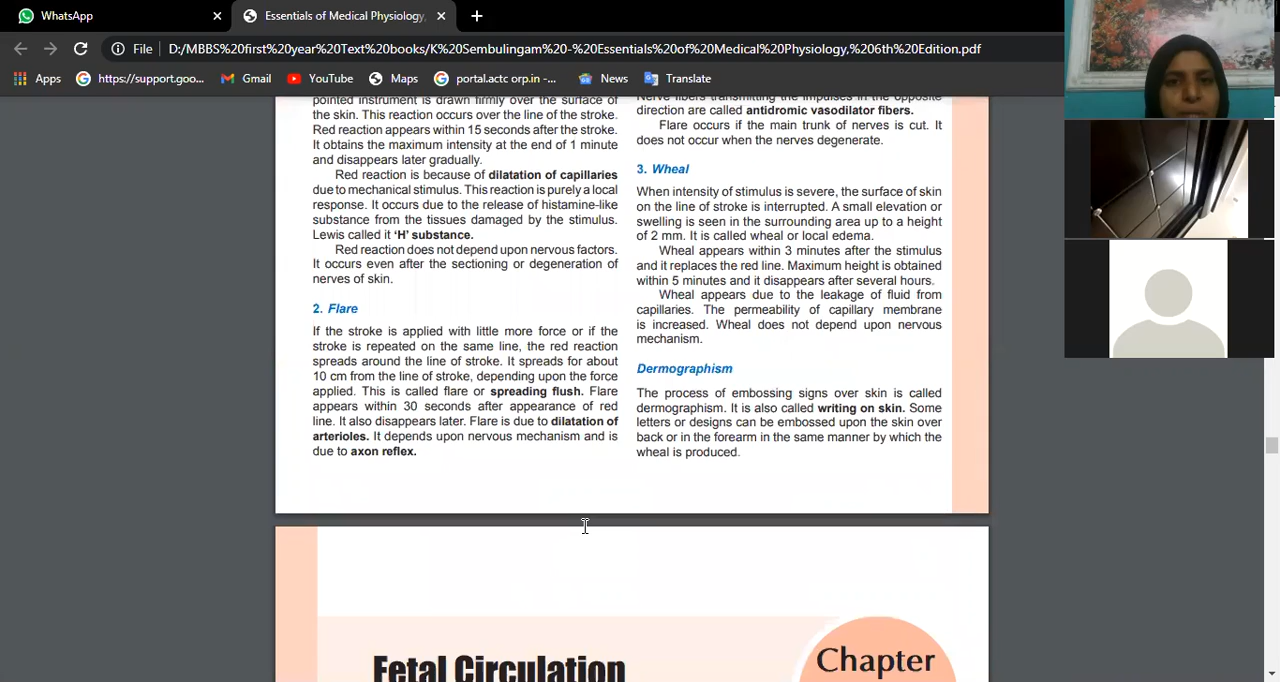 WhatsApp
Essentials of Medical Physiology,
File
D:/MBBS%20first%20year%20Text%20books/K%20Sembulingam%20-%20Essentials%20of%20Medical%20Physiology,%206th%20Edition.pdf
Apps
https://support.goo...
Gmail
YouTube
Maps
portal.actc orp.in -...
News
Translate
pointed instrument is drawn firmly over the surface of
the skin. This reaction occurs over the line of the stroke.
Red reaction appears within 15 seconds after the stroke.
It obtains the maximum intensity at the end of 1 minute
and disappears later gradually.
Red reaction is because of dilatation of capillaries
due to mechanical stimulus. This reaction is purely a local
response. It occurs due to the release of histamine-like
substance from the tissues damaged by the stimulus.
Lewis called it ‘H’ substance.
Red reaction does not depend upon nervous factors.
It occurs even after the sectioning or degeneration of
nerves of skin.
2. Flare
If the stroke is applied with little more force or if the
stroke is repeated on the same line, the red reaction
spreads around the line of stroke. It spreads for about
10 cm from the line of stroke, depending upon the force
applied. This is called flare or spreading flush. Flare
appears within 30 seconds after appearance of red
line. It also disappears later. Flare is due to dilatation of
arterioles. It depends upon nervous mechanism and is
due to axon reflex.
Nerve fibers transmitting the impulses in the opposite
direction are called antidromic vasodilator fibers.
Flare occurs if the main trunk of nerves is cut. It
does not occur when the nerves degenerate.
3. Wheal
When intensity of stimulus is severe, the surface of skin
on the line of stroke is interrupted. A small elevation or
swelling is seen in the surrounding area up to a height
of 2 mm. It is called wheal or local edema.
Wheal appears within 3 minutes after the stimulus
and it replaces the red line. Maximum height is obtained
within 5 minutes and it disappears after several hours.
Wheal appears due to the leakage of fluid from
capillaries. The permeability of capillary membrane
is increased. Wheal does not depend upon nervous
mechanism.
Dermographism
The process of embossing signs over skin is called
dermographism. It is also called writing on skin. Some
letters or designs can be embossed upon the skin over
back or in the forearm in the same manner by which the
wheal is produced.
Fetal Circulation
Chapter